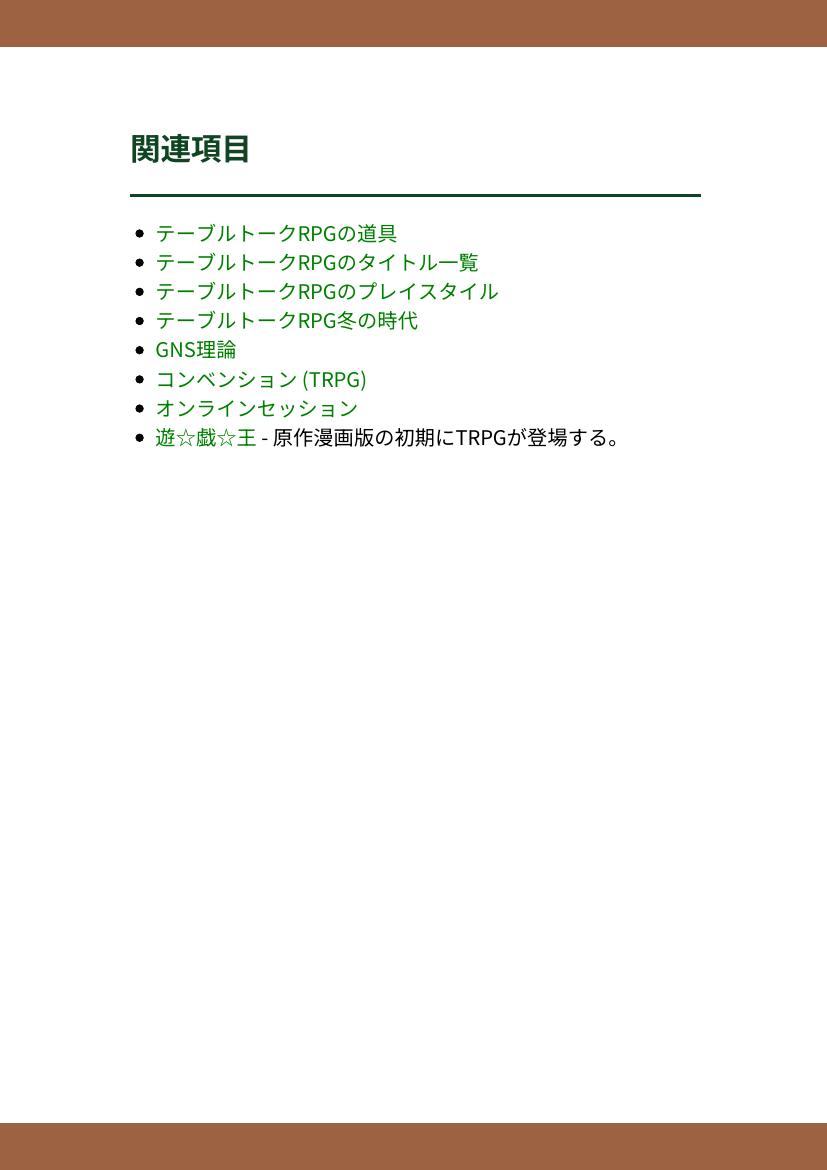 関連項目
テーブルトークRPGの道具
テーブルトークRPGのタイトル一覧
テーブルトークRPGのプレイスタイル
テーブルトークRPG冬の時代
GNS理論
コンベンション (TRPG)
オンラインセッション
遊☆戯☆王 - 原作漫画版の初期にTRPGが登場する。